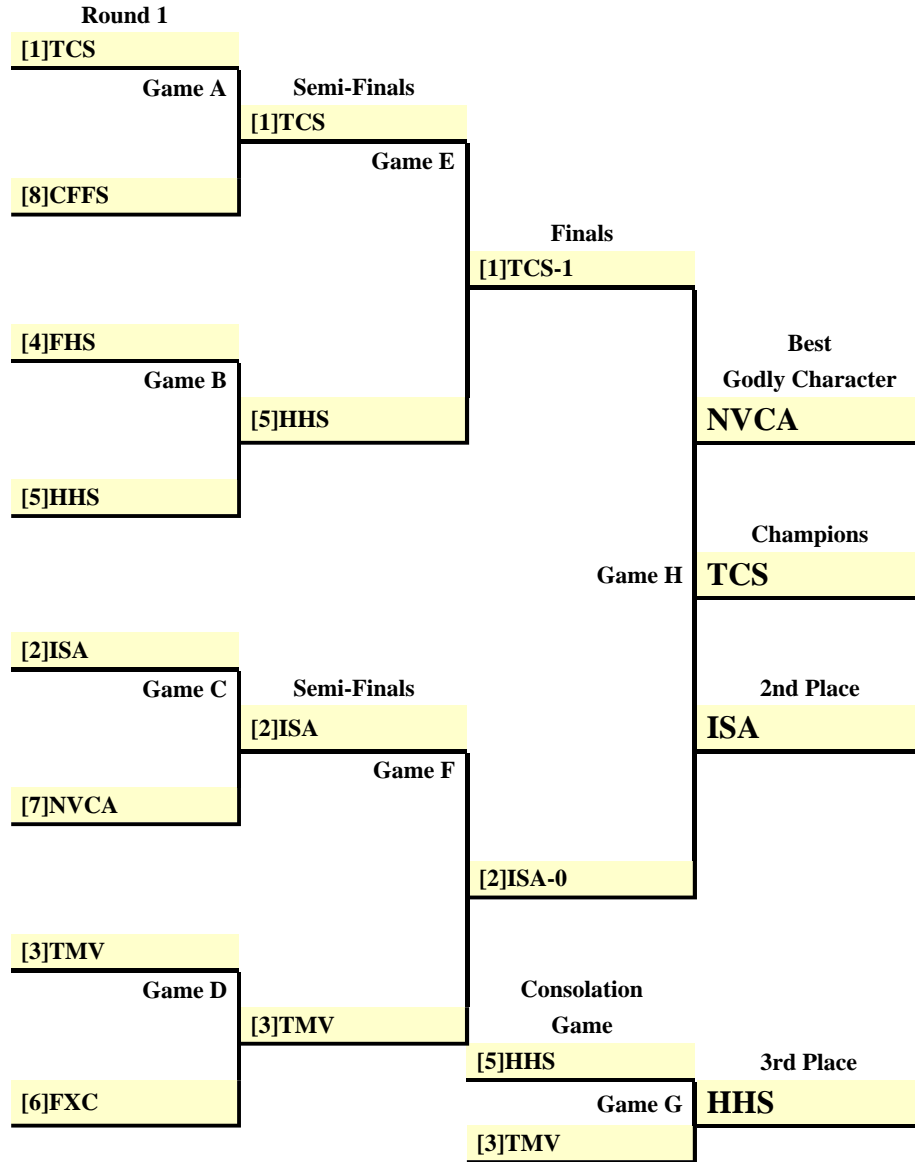 Round 1
[1]TCS
Game A
Semi-Finals
[1]TCS
Game E
[8]CFFS
Finals
[1]TCS-1
[4]FHS
Best
Game B
Godly Character
[5]HHS
NVCA
[5]HHS
Champions
Game H
TCS
[2]ISA
Game C
Semi-Finals
2nd Place
[2]ISA
ISA
Game F
[7]NVCA
[2]ISA-0
[3]TMV
Game D
Consolation
[3]TMV
Game
[5]HHS
3rd Place
[6]FXC
Game G
HHS
[3]TMV